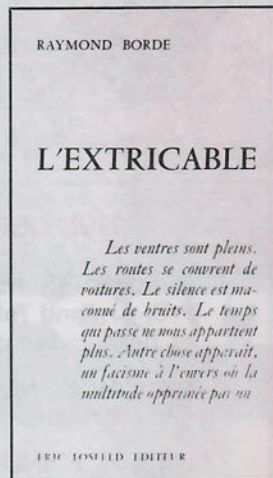 RAYMOND BORDE
L'EXTRICABLE
Les ventres sont pleins.
Les routes se couvrent de
voitures. Le silence est ma-
çonné de bruits. Le temps
qui passe ne nous appartient
plus. Autre chose apparaît,
un facisme à l'envers où la
multitude opprimée par un
ERIC LOSFELD EDITEUR